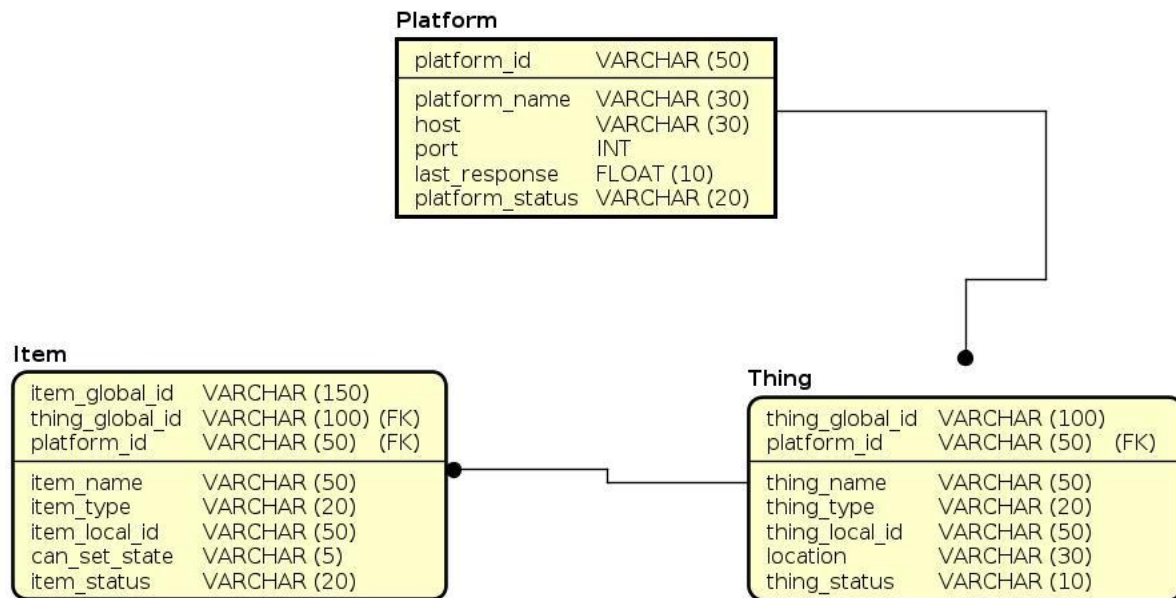 Platform
platform_id VARCHAR (50)
platform_name VARCHAR (30)
host VARCHAR (30)
port INT
last_response FLOAT (10)
platform_status VARCHAR (20)
Item
item_global_id VARCHAR (150)
thing_global_id VARCHAR (100) (FK)
platform_id VARCHAR (50) (FK)
item_name VARCHAR (50)
item_type VARCHAR (20)
item_local_id VARCHAR (50)
can_set_state VARCHAR (5)
item_status VARCHAR (20)
Thing
thing_global_id VARCHAR (100)
platform_id VARCHAR (50) (FK)
thing_name VARCHAR (50)
thing_type VARCHAR (20)
thing_local_id VARCHAR (50)
location VARCHAR (30)
thing_status VARCHAR (10)